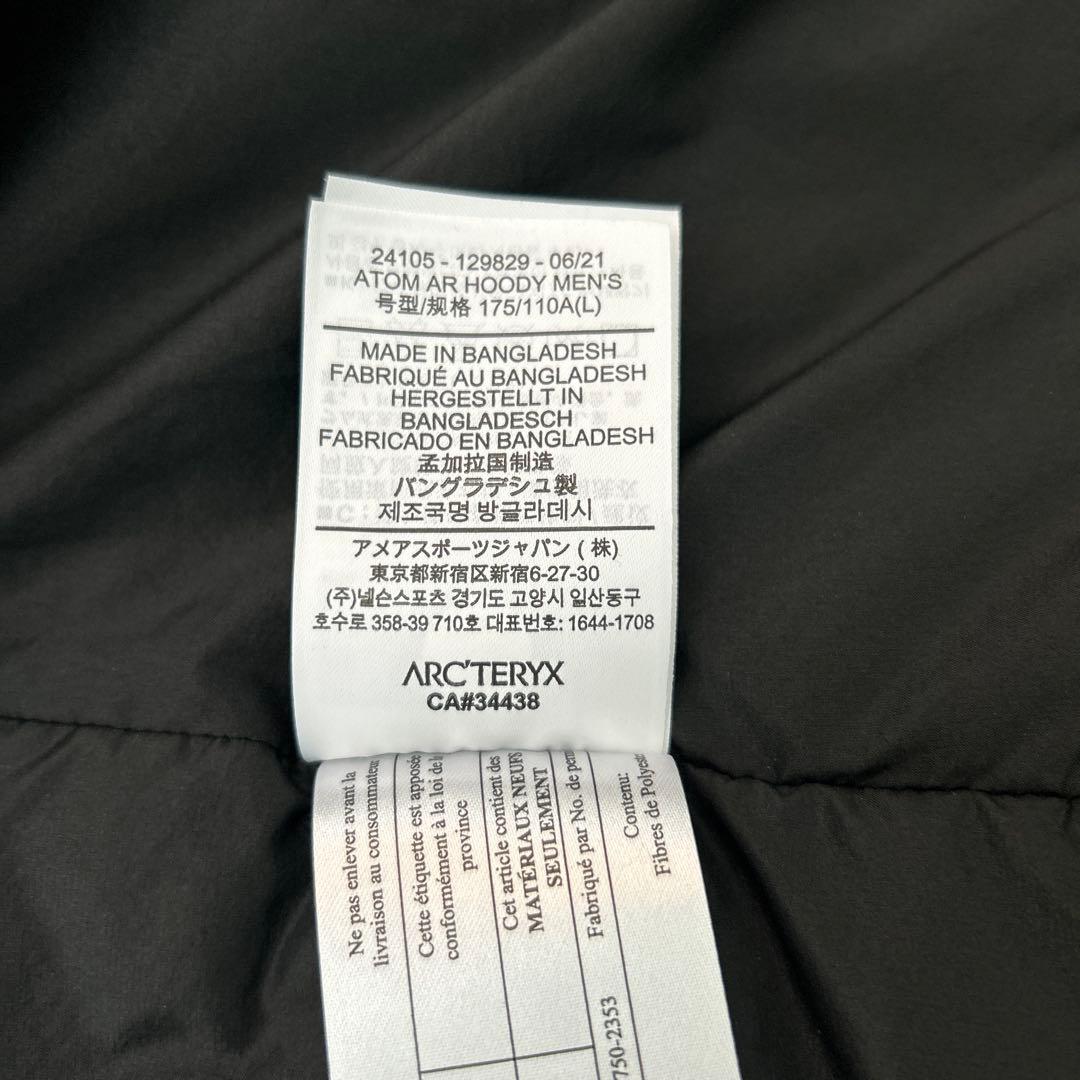 24105 - 129829 - 06/21
ATOM AR HOODY MEN'S
号型/规格 175/110A(L)
MADE IN BANGLADESH
FABRIQUÉ AU BANGLADESH
HERGESTELLT IN
BANGLADESCH
FABRICADO EN BANGLADESH
孟加拉国制造
バングラデシュ製
제조국명 방글라데시
アメアスポーツジャパン ( 株)
東京都新宿区新宿6-27-30
(주)넬슨스포츠 경기도 고양시 일산동구
호수로 358-39 710호 대표번호: 1644-1708
ARC'TERYX
CA#34438
Ne pas enlever avant la
livraison au consommateur
Cette étiquette est apposée
conformément à la loi de la
province
Cet article contient des
MATÉRIAUX NEUFS
SEULEMENT
Fabriqué par No. de
750-2353
Contenu:
Fibres de